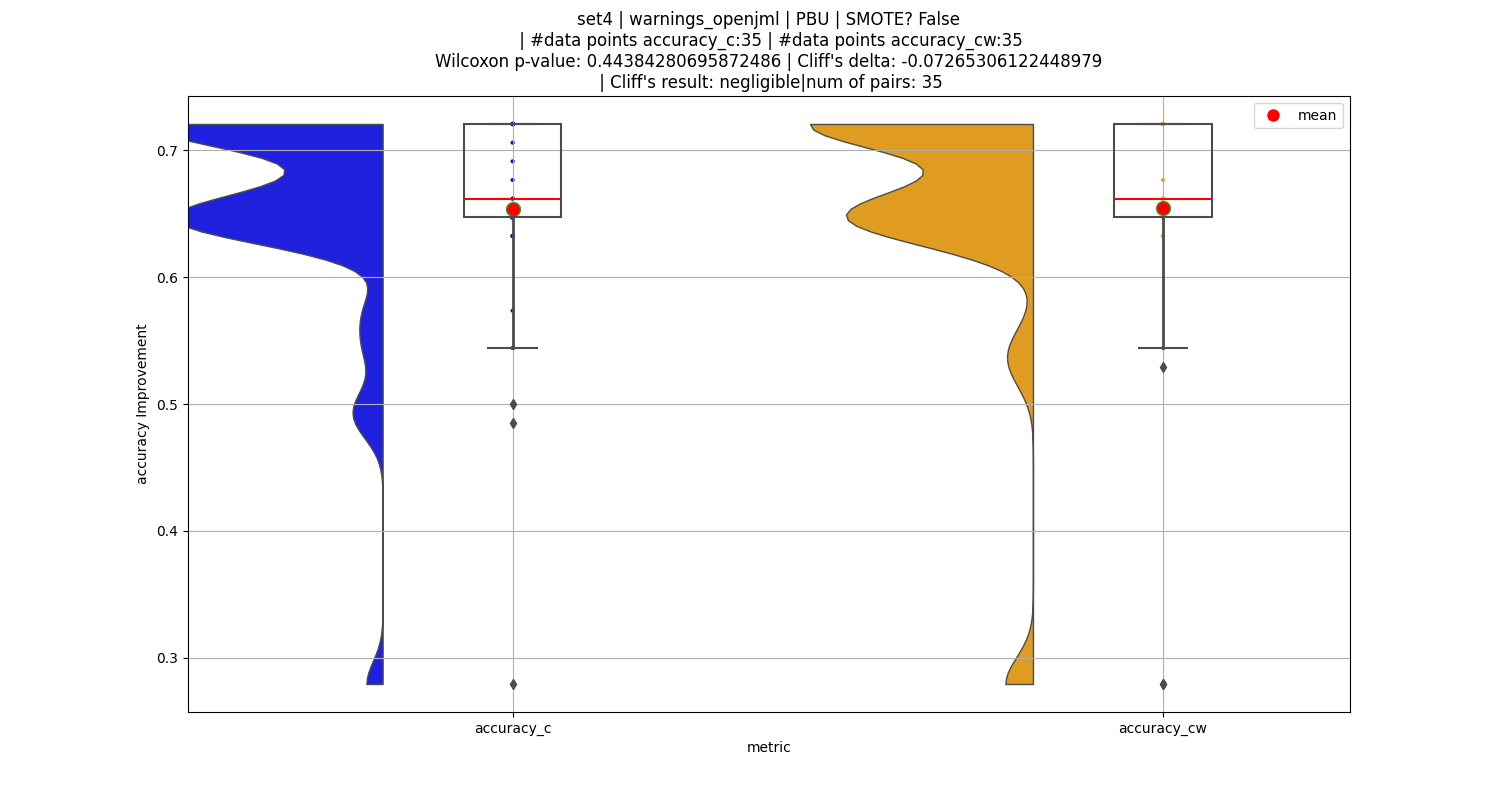 set4 | warnings_openjml | PBU | SMOTE? False
| #data points accuracy_c:35 | #data points accuracy_cw:35
Wilcoxon p-value: 0.44384280695872486 | Cliff's delta: -0.07265306122448979
| Cliff's result: negligible|num of pairs: 35
mean
0.7
0.6
0.5
0.4
0.3
accuracy Improvement
accuracy_c
accuracy_cw
metric